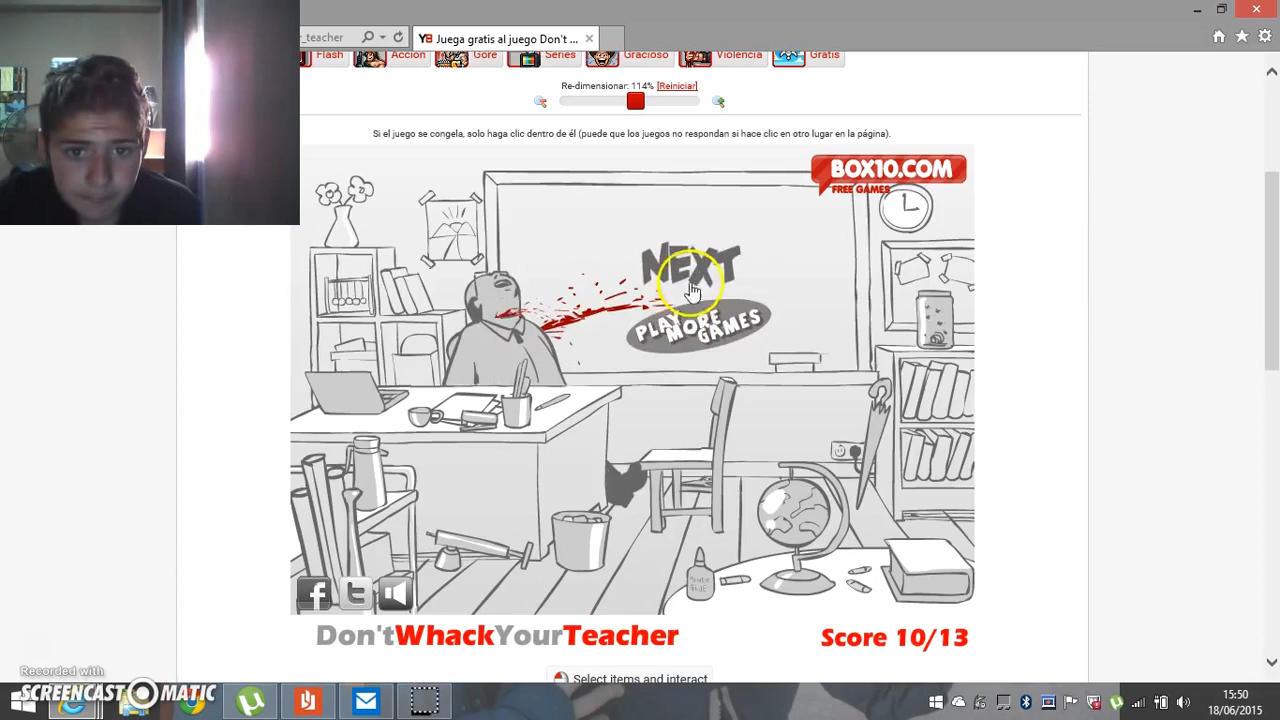 r_teacher
Juega gratis al juego Don't ...
Flash
Acción
Gore
Series
Gracioso
Violencia
Gratis
Re-dimensionar: 114% [Reiniciar]
Si el juego se congela, solo haga clic dentro de él (puede que los juegos no respondan si hace clic en otro lugar en la página).
BOX10.COM
FREE GAMES
NEXT
PLAY MORE GAMES
Don'tWhackYourTeacher
Score 10/13
Select items and interact
Recorded with
SCREENCAST-O-MATIC
15:50
18/06/2015